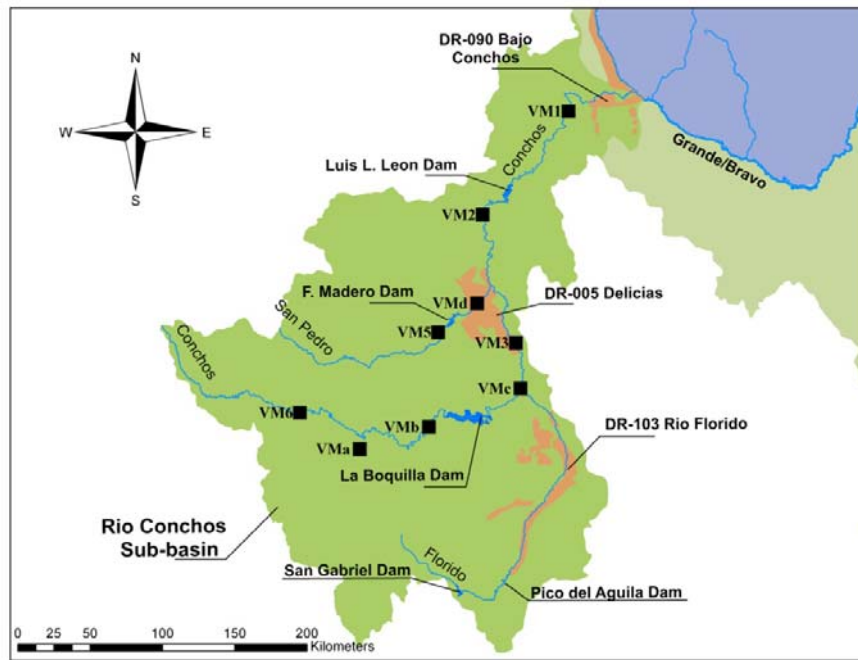 DR-090 Bajo
Conchos
N
W
E
S
VM1
Conchos
Grande/Bravo
Luis L. Leon Dam
VM2
F. Madero Dam
VMd
DR-005 Delicias
San Pedro
VM5
VM3
Conchos
VMc
VM6
VMb
VMa
DR-103 Rio Florido
La Boquilla Dam
Rio Conchos
Sub-basin
Florido
San Gabriel Dam
Pico del Aguila Dam
0 25 50 100 150 200
Kilometers